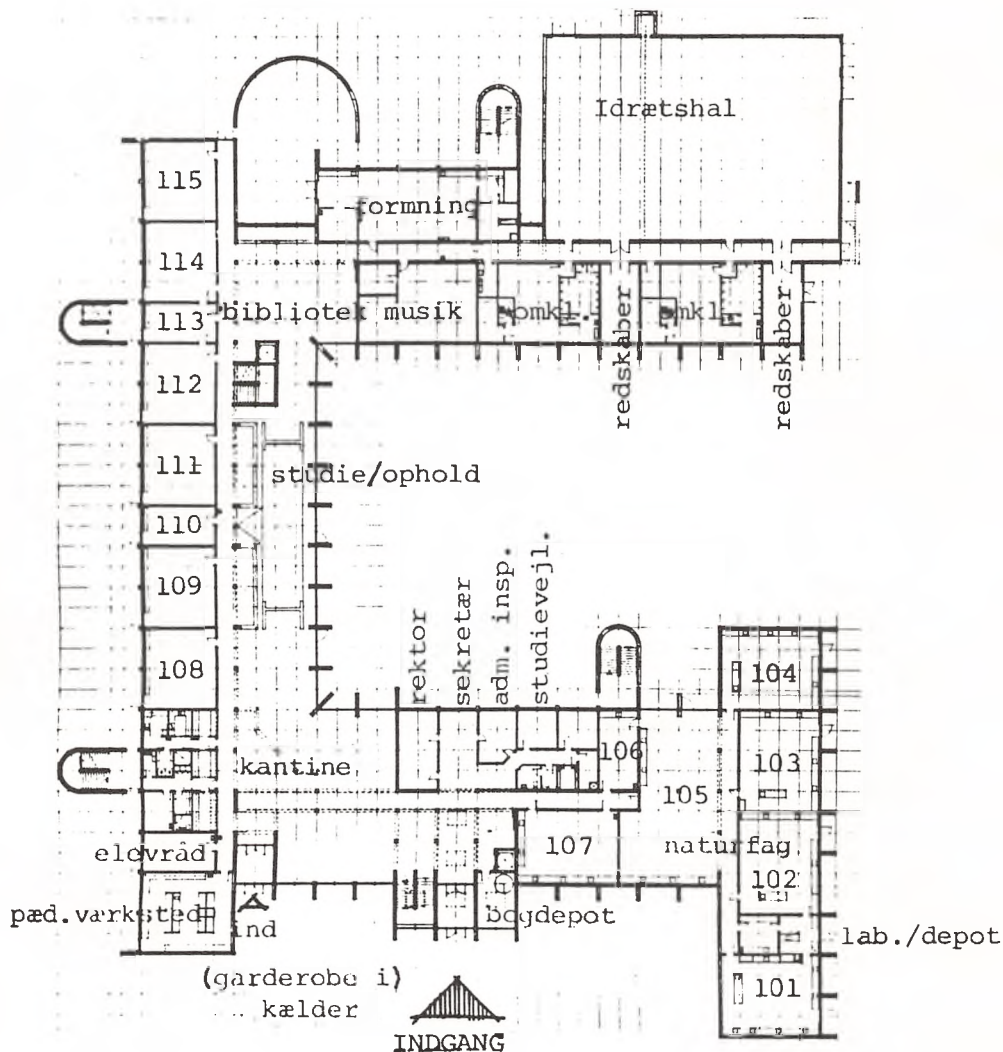 Idrætshal
115
formning
114
bibliotek musik
omkl.
omkl.
redskaber
redskaber
113
112
111
studie/ophold
110
109
rektor
sekretær
adm. insp.
studievejl.
108
104
106
kantine
103
105
107
naturfag
elevråd
102
pæd.værksted
ind
bogdepot
lab./depot
(garderobe i)
kælder
101
INDGANG